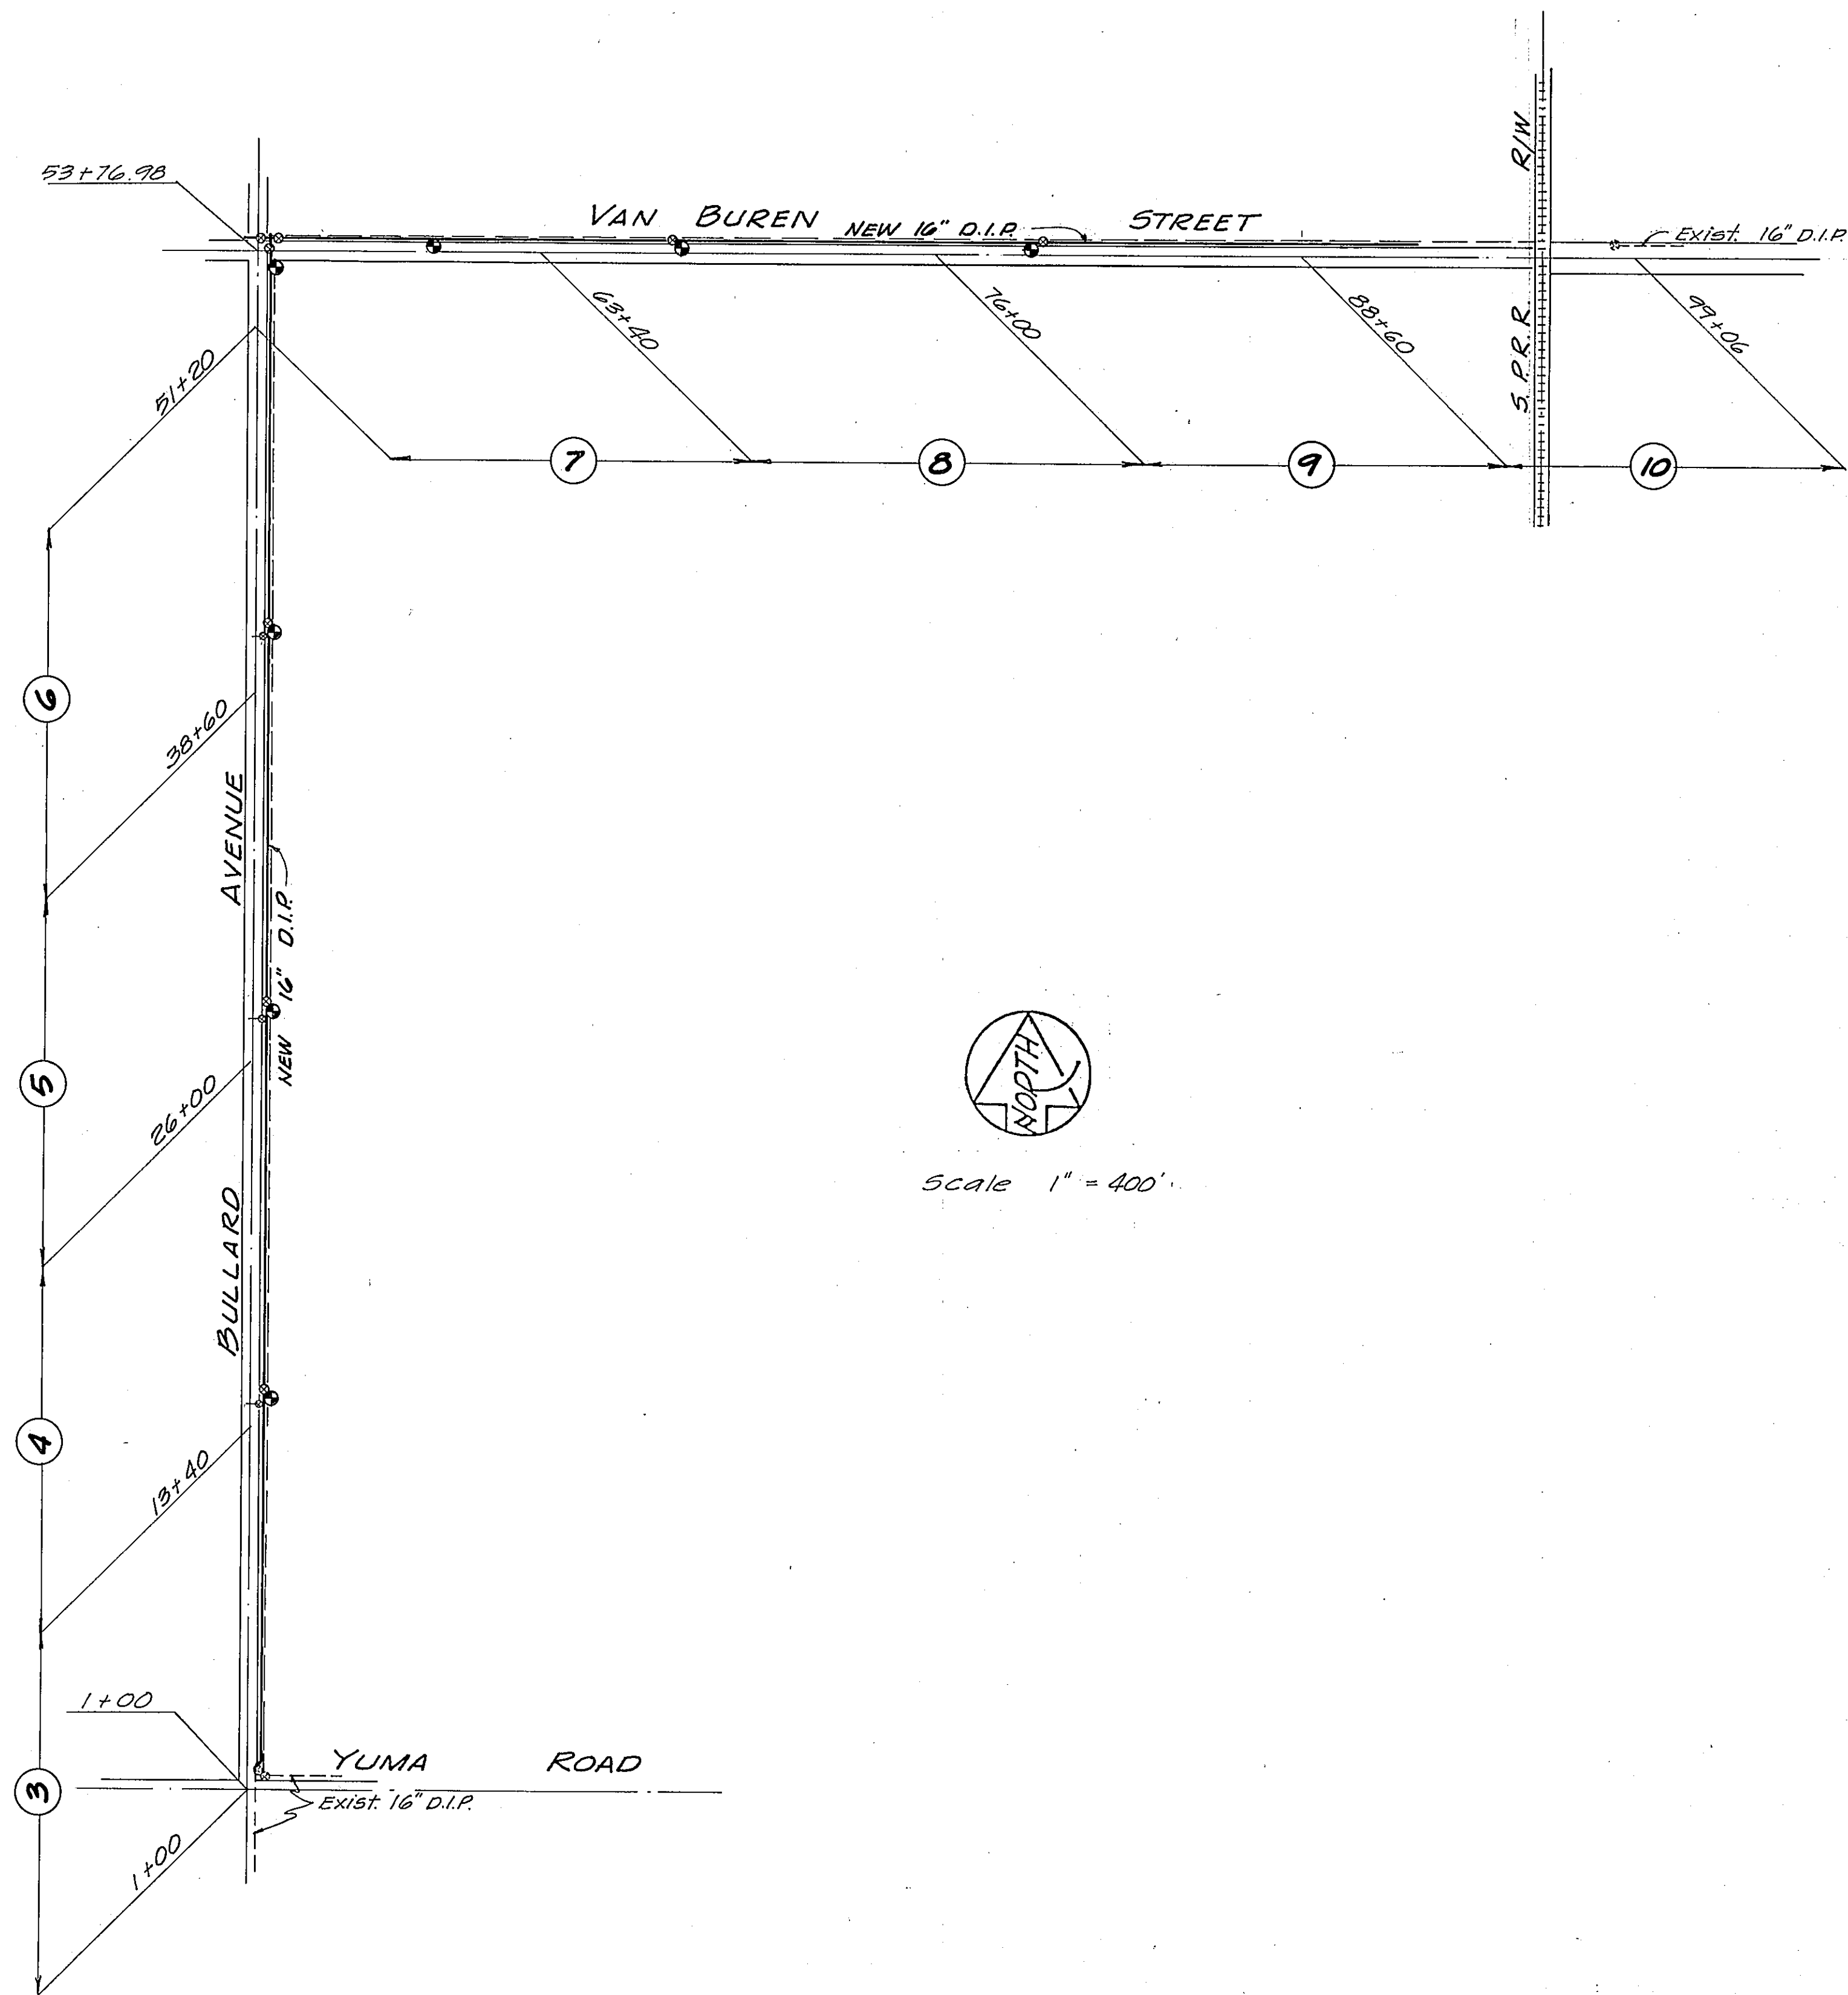 R/W
53+76.98
VAN BUREN STREET
NEW 16" D.I.P.
Exist. 16" D.I.P.
63+40
76+00
88+60
99+06
S.P.R.R.
51+20
7
8
9
10
6
38+60
AVENUE
NEW 16" D.I.P.
5
26+00
NORTH
Scale 1" = 400'
BULLARD
4
13+40
1+00
YUMA ROAD
3
Exist. 16" D.I.P.
1+00